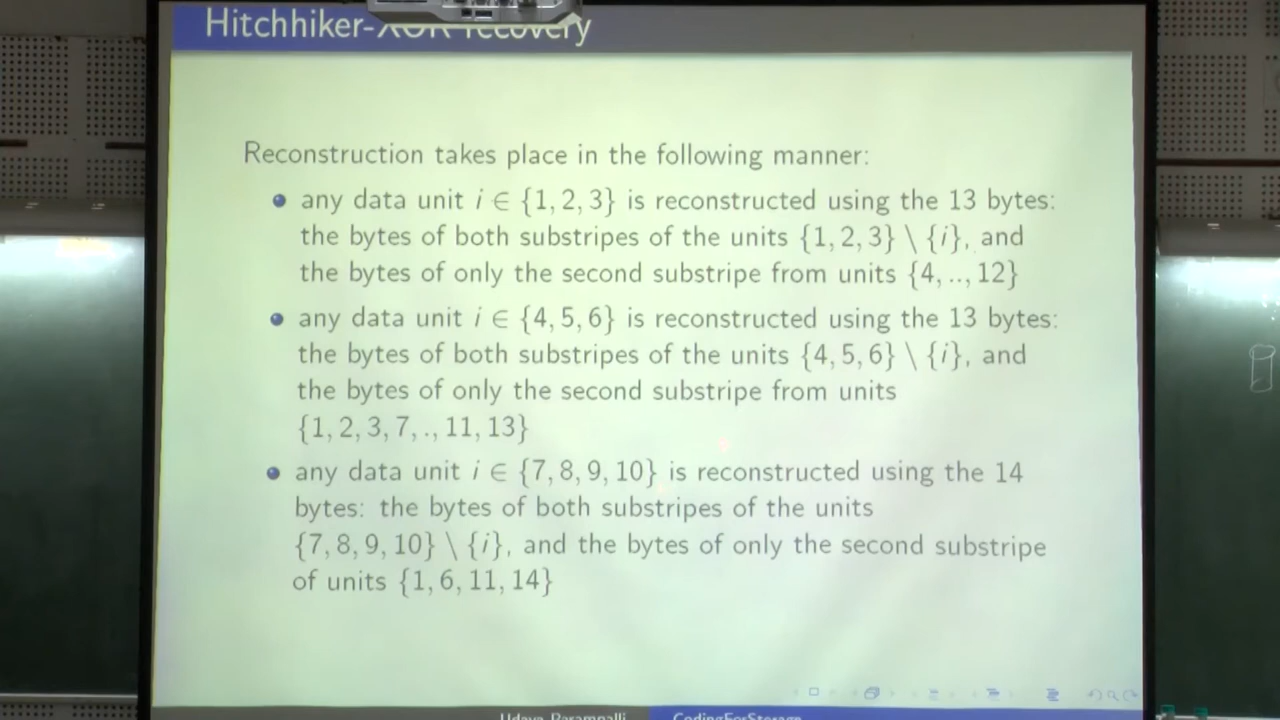 Hitchhiker-XOR recovery
Reconstruction takes place in the following manner:
any data unit i ∈ {1, 2, 3} is reconstructed using the 13 bytes:
the bytes of both substripes of the units {1, 2, 3} \ {i}, and
the bytes of only the second substripe from units {4, .., 12}
any data unit i ∈ {4, 5, 6} is reconstructed using the 13 bytes:
the bytes of both substripes of the units {4, 5, 6} \ {i}, and
the bytes of only the second substripe from units
{1, 2, 3, 7, ., 11, 13}
any data unit i ∈ {7, 8, 9, 10} is reconstructed using the 14
bytes: the bytes of both substripes of the units
{7, 8, 9, 10} \ {i}, and the bytes of only the second substripe
of units {1, 6, 11, 14}
Udaya Parampalli CodingForStorage